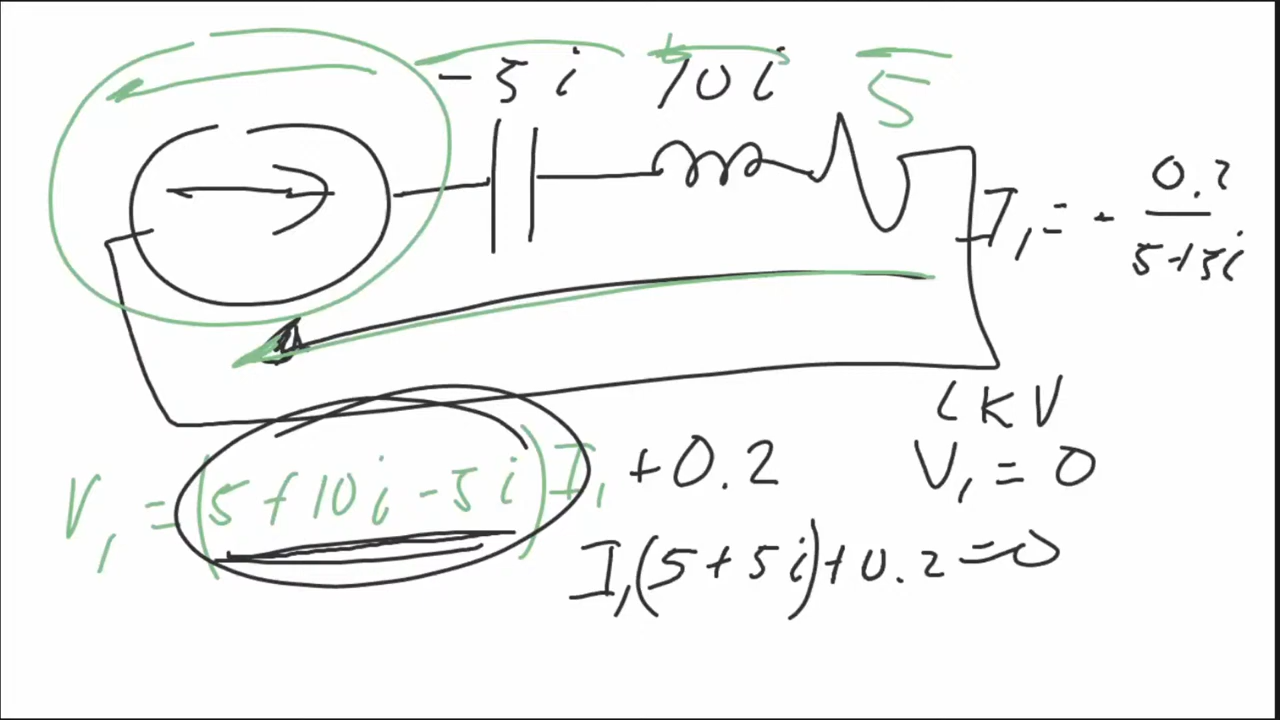 -5i 10i 5
I₁ = - 0.2 / 5+5i
LKV
V₁ = (5+10i-5i)I₁ +0.2
V₁ = 0
I₁(5+5i)+0.2=0